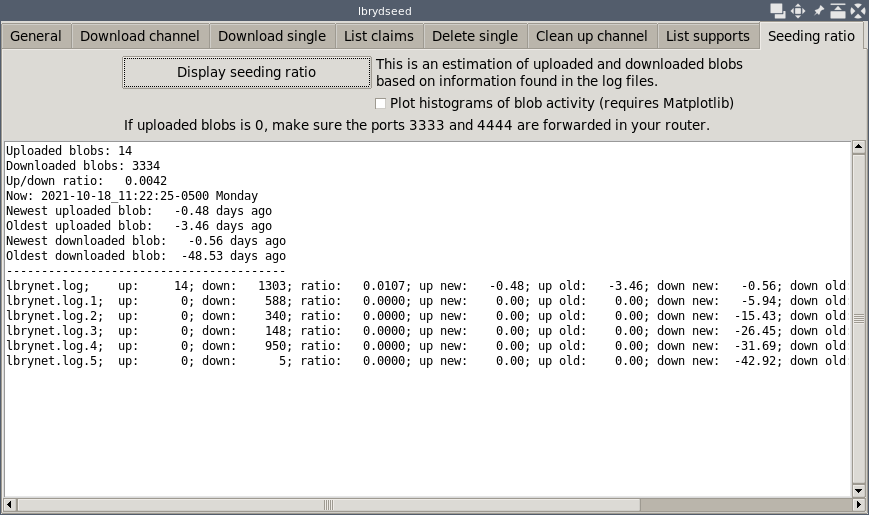 lbrydseed
General Download channel Download single List claims Delete single Clean up channel List supports Seeding ratio
Display seeding ratio
This is an estimation of uploaded and downloaded blobs
based on information found in the log files.
Plot histograms of blob activity (requires Matplotlib)
If uploaded blobs is 0, make sure the ports 3333 and 4444 are forwarded in your router.
Uploaded blobs: 14
Downloaded blobs: 3334
Up/down ratio:   0.0042
Now: 2021-10-18_11:22:25-0500 Monday
Newest uploaded blob:   -0.48 days ago
Oldest uploaded blob:   -3.46 days ago
Newest downloaded blob:   -0.56 days ago
Oldest downloaded blob:  -48.53 days ago
----------------------------------------
lbrynet.log;    up:     14; down:   1303; ratio:   0.0107; up new:   -0.48; up old:   -3.46; down new:   -0.56; down old:
lbrynet.log.1;  up:      0; down:    588; ratio:   0.0000; up new:    0.00; up old:    0.00; down new:   -5.94; down old:
lbrynet.log.2;  up:      0; down:    340; ratio:   0.0000; up new:    0.00; up old:    0.00; down new:  -15.43; down old:
lbrynet.log.3;  up:      0; down:    148; ratio:   0.0000; up new:    0.00; up old:    0.00; down new:  -26.45; down old:
lbrynet.log.4;  up:      0; down:    950; ratio:   0.0000; up new:    0.00; up old:    0.00; down new:  -31.69; down old:
lbrynet.log.5;  up:      0; down:      5; ratio:   0.0000; up new:    0.00; up old:    0.00; down new:  -42.92; down old: